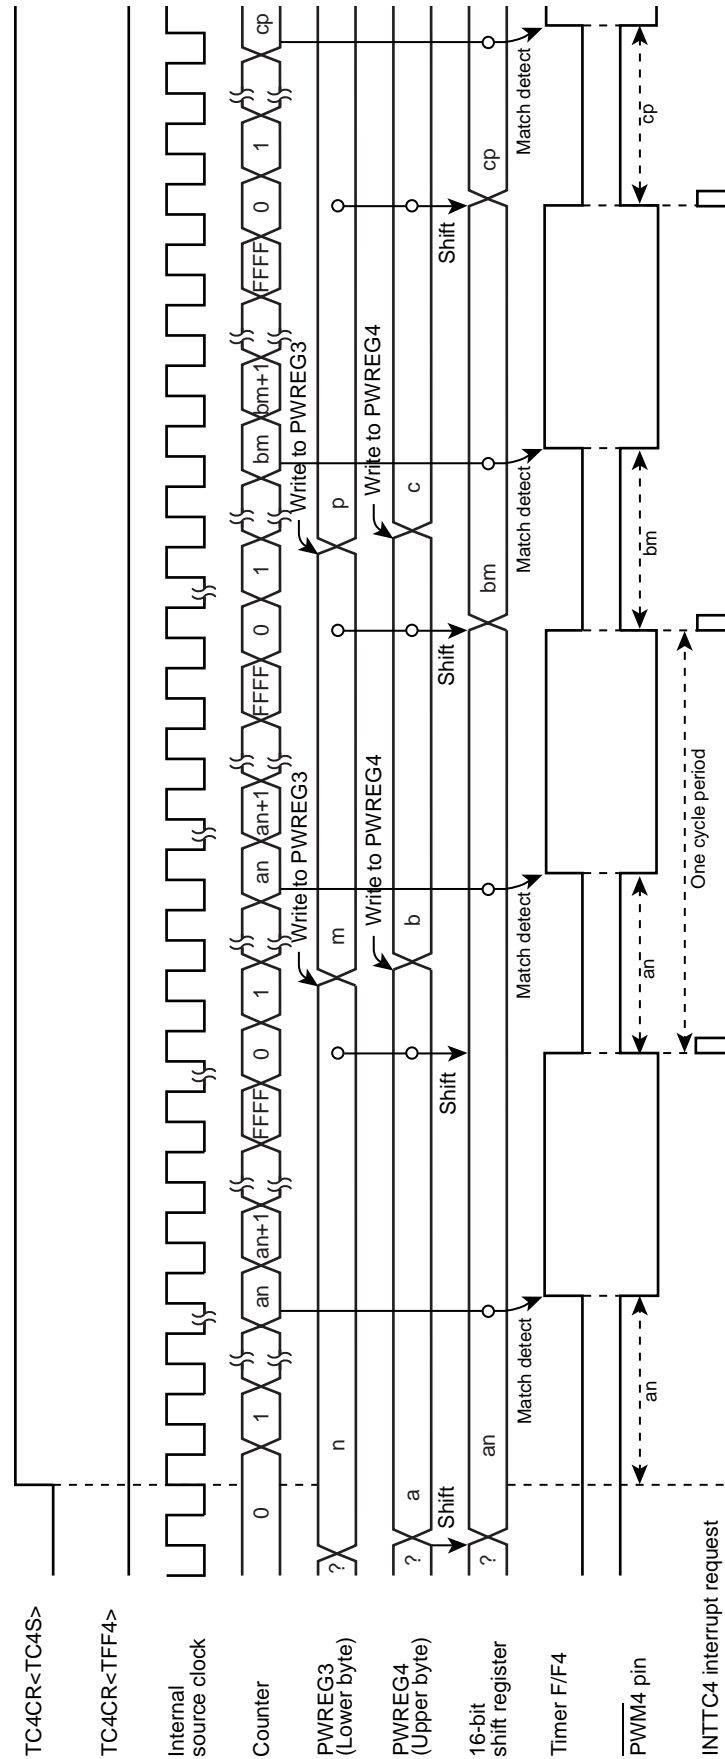 TC4CR<TC4S>
TC4CR<TFF4>
Internal
source clock
Counter
0 1 an an+1 FFFF 0 1 an an+1 FFFF 0 1 bm bm+1 FFFF 0 1 cp
Write to PWREG3
Write to PWREG3
PWREG3
(Lower byte)
? n m p
Write to PWREG4
Write to PWREG4
PWREG4
(Upper byte)
? a b c
Shift
Shift
Shift
Shift
16-bit
shift register
? an bm cp
Match detect
Match detect
Match detect
Match detect
Timer F/F4
PWM4 pin
an
an
bm
cp
One cycle period
INTTC4 interrupt request